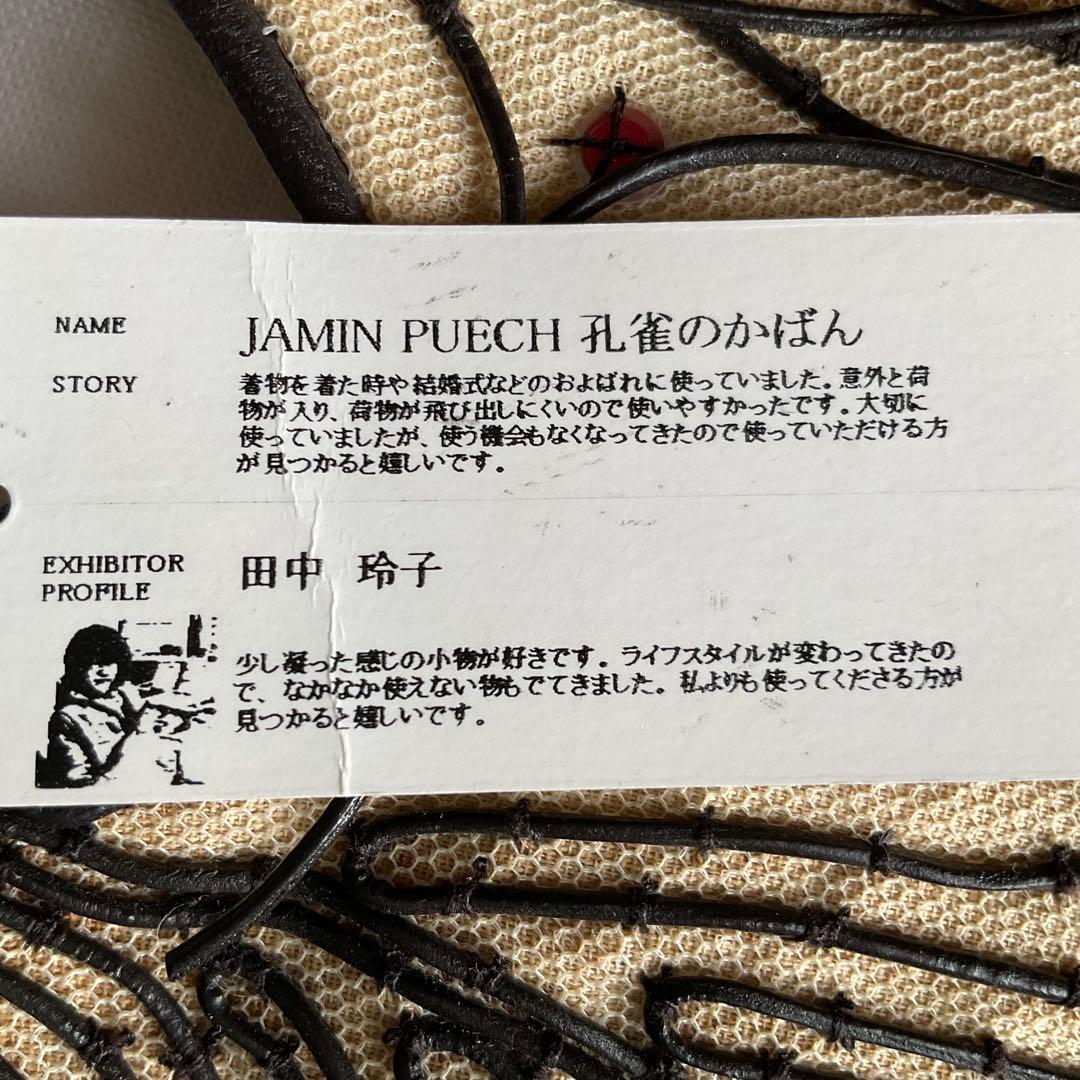 NAME JAMIN PUECH 孔雀のかばん
STORY 着物を着た時や結婚式などのおよばれに使っていました。意外と荷
物が入り、荷物が飛び出しにくいので使いやすかったです。大切に
使っていましたが、使う機会もなくなってきたので使っていただける方
が見つかると嬉しいです。
EXHIBITOR
PROFILE
田中 玲子
少し凝った感じの小物が好きです。ライフスタイルが変わってきたの
で、なかなか使えない物もでてきました。私よりも使ってくださる方が
見つかると嬉しいです。